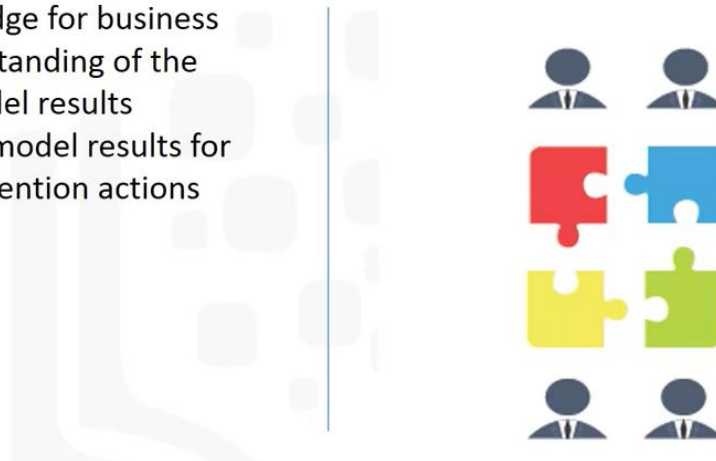 dge for business
tanding of the
del results
model results for
ention actions